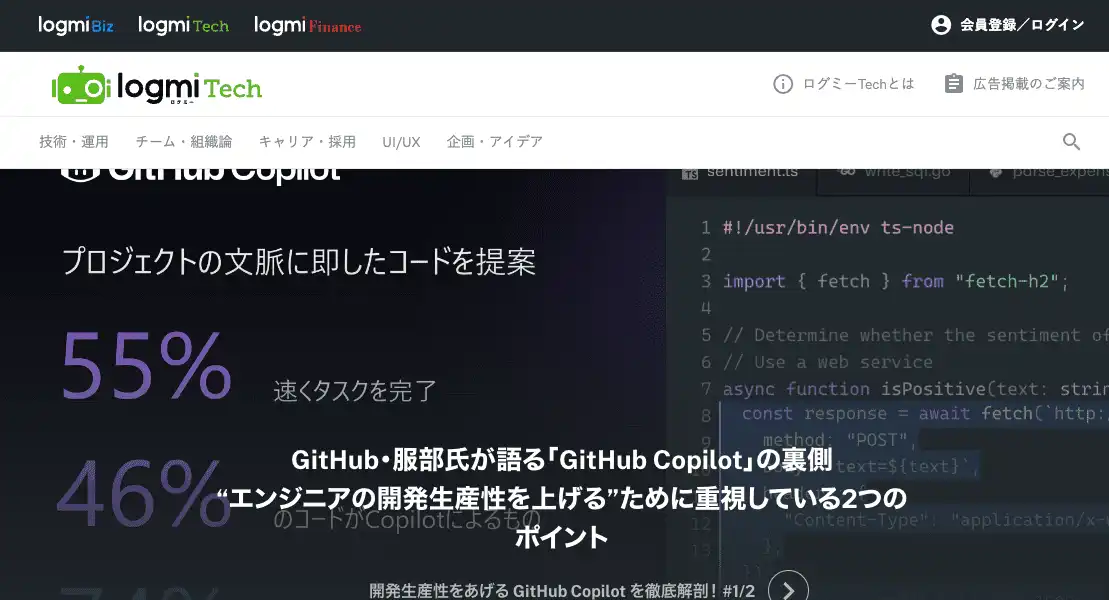 logmi Biz logmi Tech logmi Finance 会員登録／ログイン
logmi Tech ログミー ログミーTechとは 広告掲載のご案内
技術・運用 チーム・組織論 キャリア・採用 UI/UX 企画・アイデア
GitHub Copilot
TS sentiment.ts write_sql.go parse_expens
プロジェクトの文脈に即したコードを提案
55% 速くタスクを完了
46% のコードがCopilotによるもの
74%
1 #!/usr/bin/env ts-node
2
3 import { fetch } from "fetch-h2";
4
5 // Determine whether the sentiment of
6 // Use a web service
7 async function isPositive(text: strin
8 const response = await fetch(`http:
9 method: "POST",
text=${text}`,
12 "Content-Type": "application/x-
13 },
GitHub・服部氏が語る「GitHub Copilot」の裏側
“エンジニアの開発生産性を上げる”ために重視している2つの
ポイント
開発生産性をあげる GitHub Copilot を徹底解剖！ #1/2